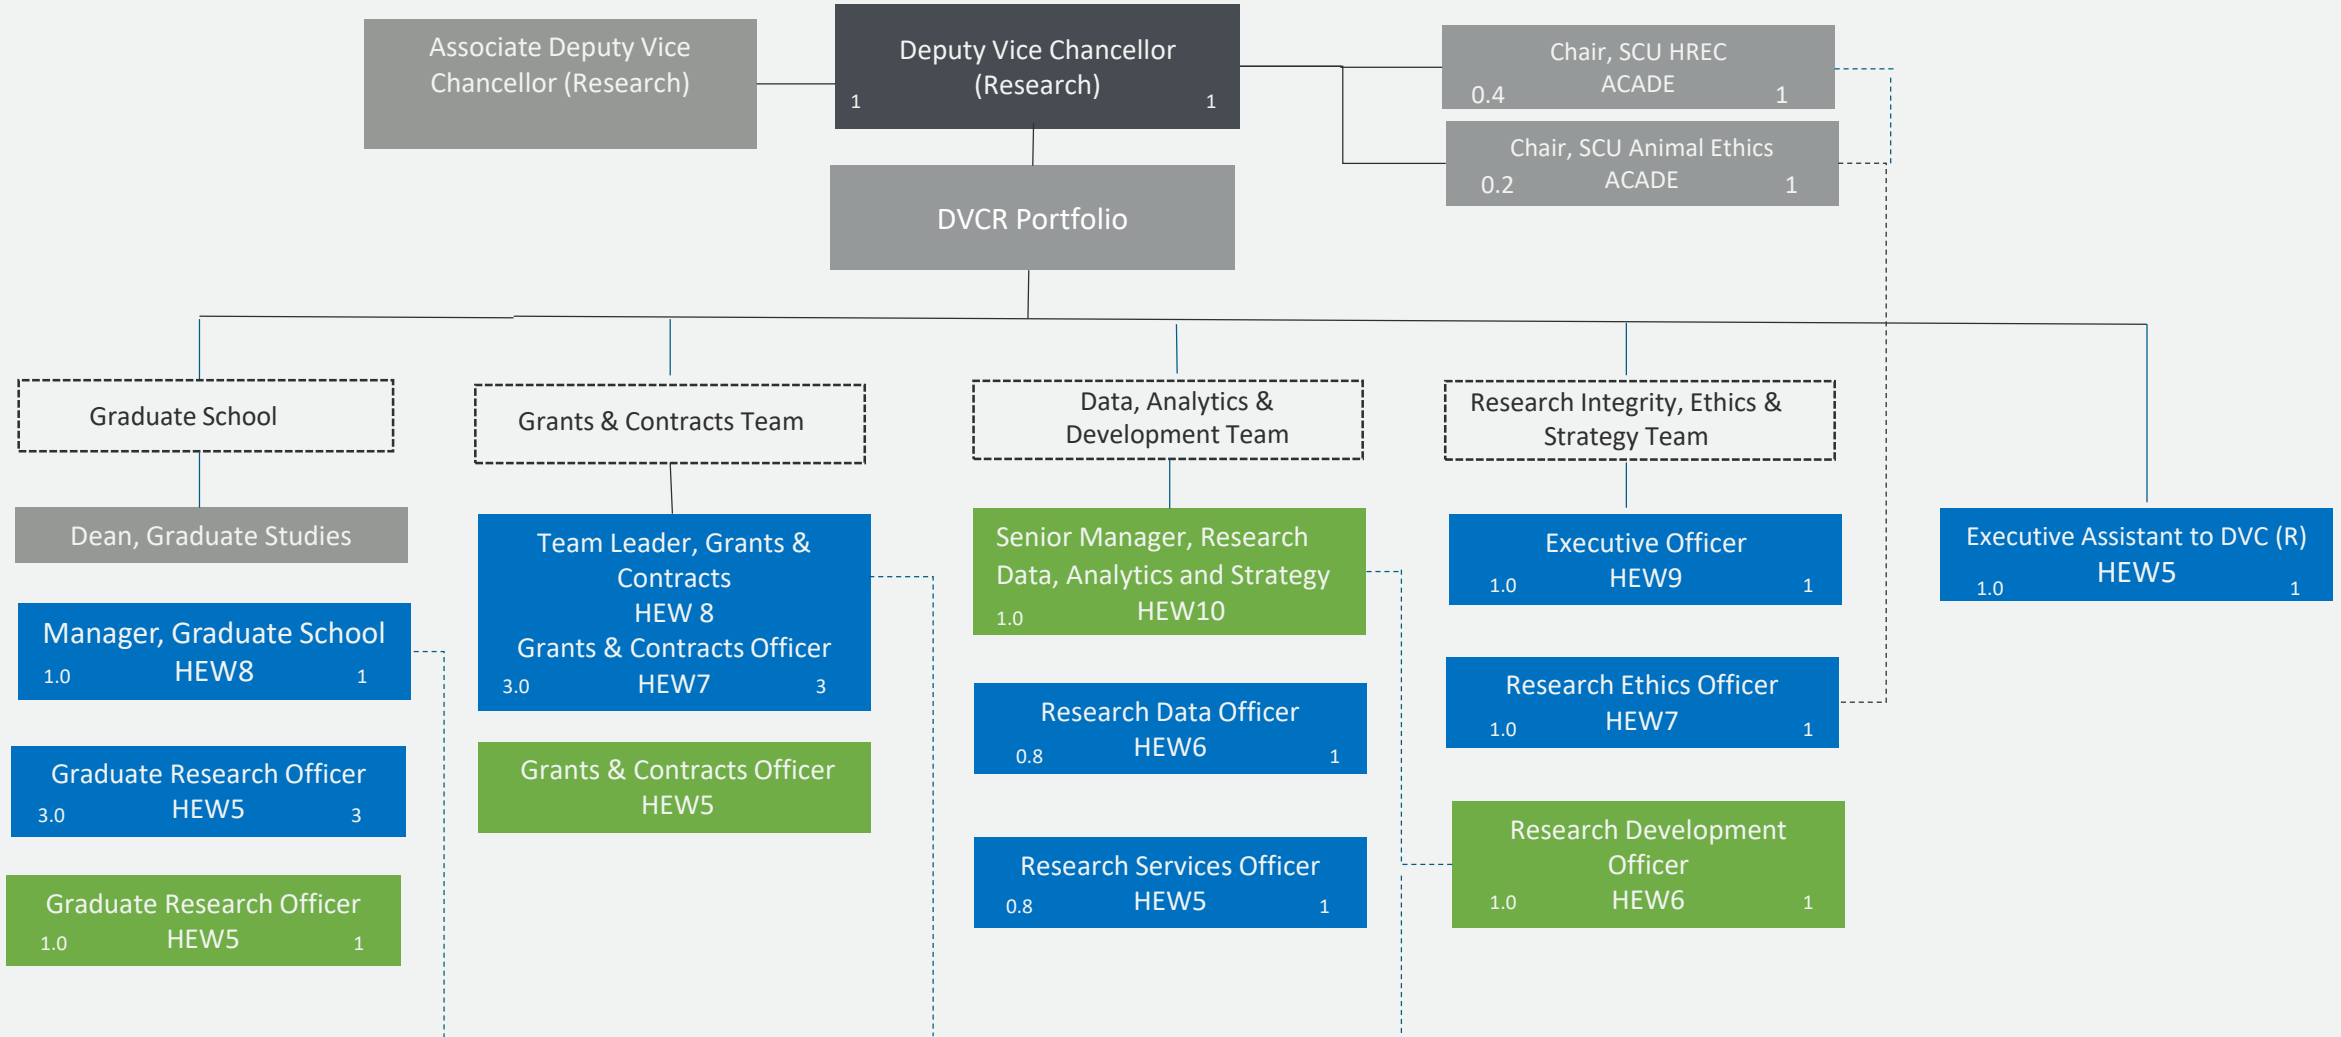 Associate Deputy Vice
Chancellor (Research)
Deputy Vice Chancellor
(Research)
1 1
Chair, SCU HREC
ACADE
0.4 1
Chair, SCU Animal Ethics
ACADE
0.2 1
DVCR Portfolio
Graduate School
Dean, Graduate Studies
Manager, Graduate School
HEW8
1.0 1
Graduate Research Officer
HEW5
3.0 3
Graduate Research Officer
HEW5
1.0 1
Grants & Contracts Team
Team Leader, Grants &
Contracts
HEW 8
Grants & Contracts Officer
HEW7
3.0 3
Grants & Contracts Officer
HEW5
Data, Analytics &
Development Team
Senior Manager, Research
Data, Analytics and Strategy
HEW10
1.0
Research Data Officer
HEW6
0.8 1
Research Services Officer
HEW5
0.8 1
Research Integrity, Ethics &
Strategy Team
Executive Officer
HEW9
1.0 1
Research Ethics Officer
HEW7
1.0 1
Research Development
Officer
HEW6
1.0 1
Executive Assistant to DVC (R)
HEW5
1.0 1